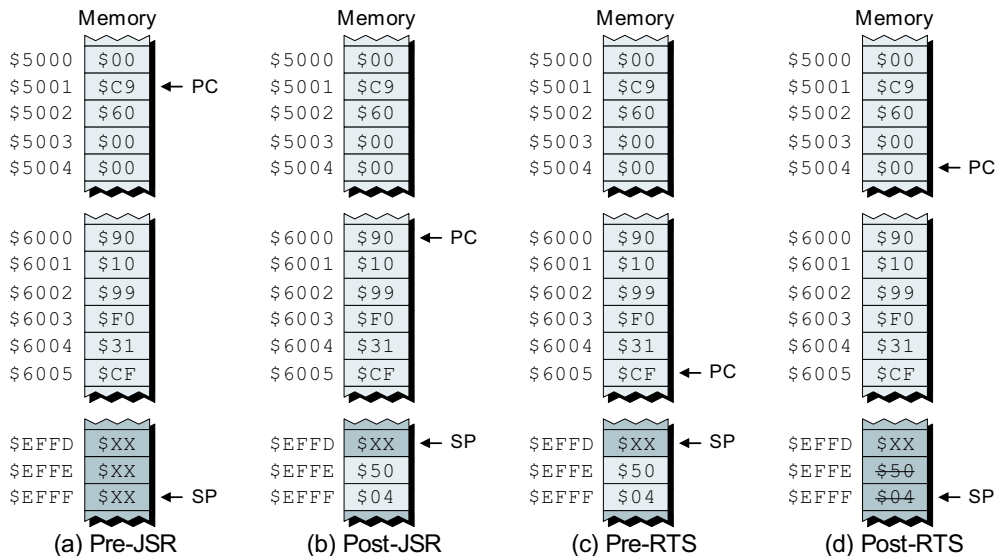 Memory Memory Memory Memory
$5000 $00 $5000 $00 $5000 $00 $5000 $00
$5001 $C9 PC $5001 $C9 $5001 $C9 $5001 $C9
$5002 $60 $5002 $60 $5002 $60 $5002 $60
$5003 $00 $5003 $00 $5003 $00 $5003 $00
$5004 $00 $5004 $00 $5004 $00 $5004 $00 PC
$6000 $90 $6000 $90 PC $6000 $90 $6000 $90
$6001 $10 $6001 $10 $6001 $10 $6001 $10
$6002 $99 $6002 $99 $6002 $99 $6002 $99
$6003 $F0 $6003 $F0 $6003 $F0 $6003 $F0
$6004 $31 $6004 $31 $6004 $31 $6004 $31
$6005 $CF $6005 $CF $6005 $CF PC $6005 $CF
$EFFD $XX $EFFD $XX SP $EFFD $XX SP $EFFD $XX
$EFFE $XX $EFFE $50 $EFFE $50 $EFFE $50
$EFFF $XX SP $EFFF $04 $EFFF $04 $EFFF $04 SP
(a) Pre-JSR (b) Post-JSR (c) Pre-RTS (d) Post-RTS